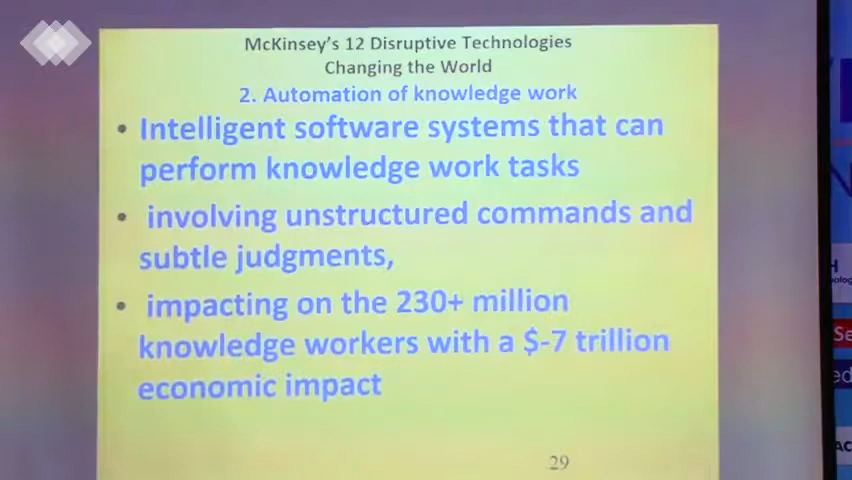 McKinsey's 12 Disruptive Technologies
Changing the World
2. Automation of knowledge work
• Intelligent software systems that can
perform knowledge work tasks
• involving unstructured commands and
subtle judgments,
• impacting on the 230+ million
knowledge workers with a $-7 trillion
economic impact
29